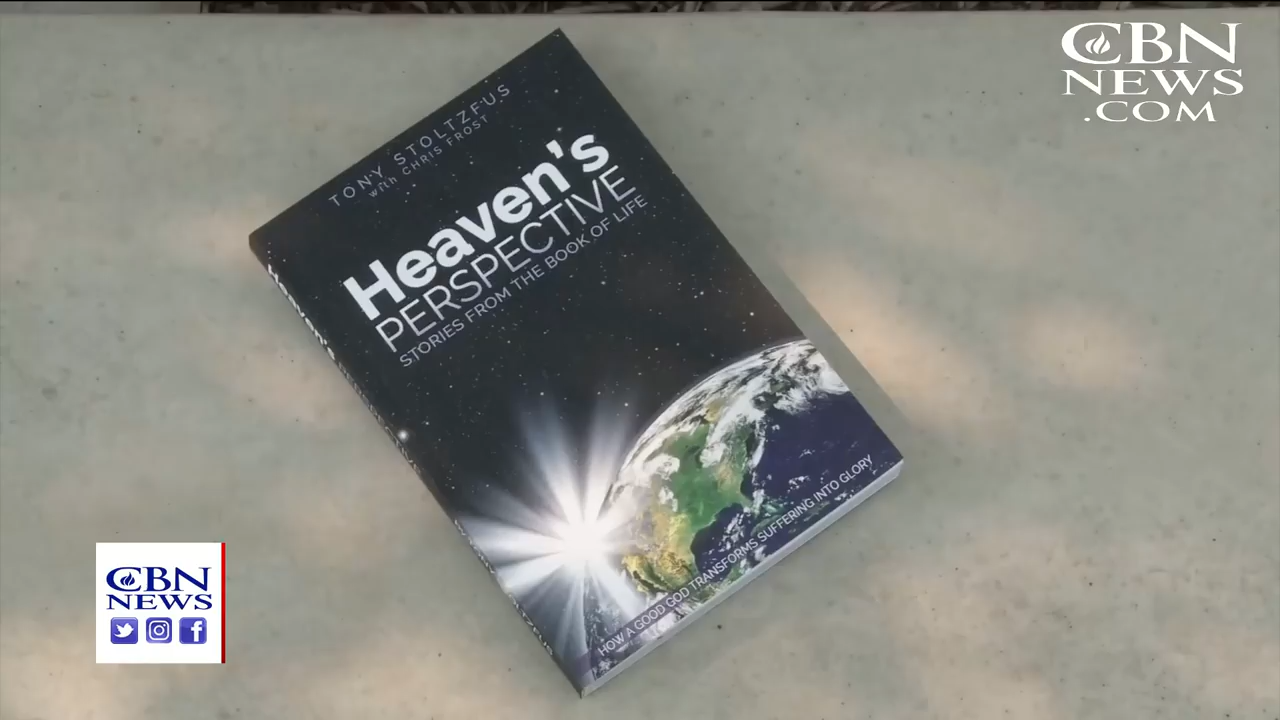 CBN
NEWS
.COM
TONY STOLTZFUS
with CHRIS FROST
Heaven's
PERSPECTIVE
STORIES FROM THE BOOK OF LIFE
HOW A GOOD GOD TRANSFORMS SUFFERING INTO GLORY
Heaven's
CBN
NEWS